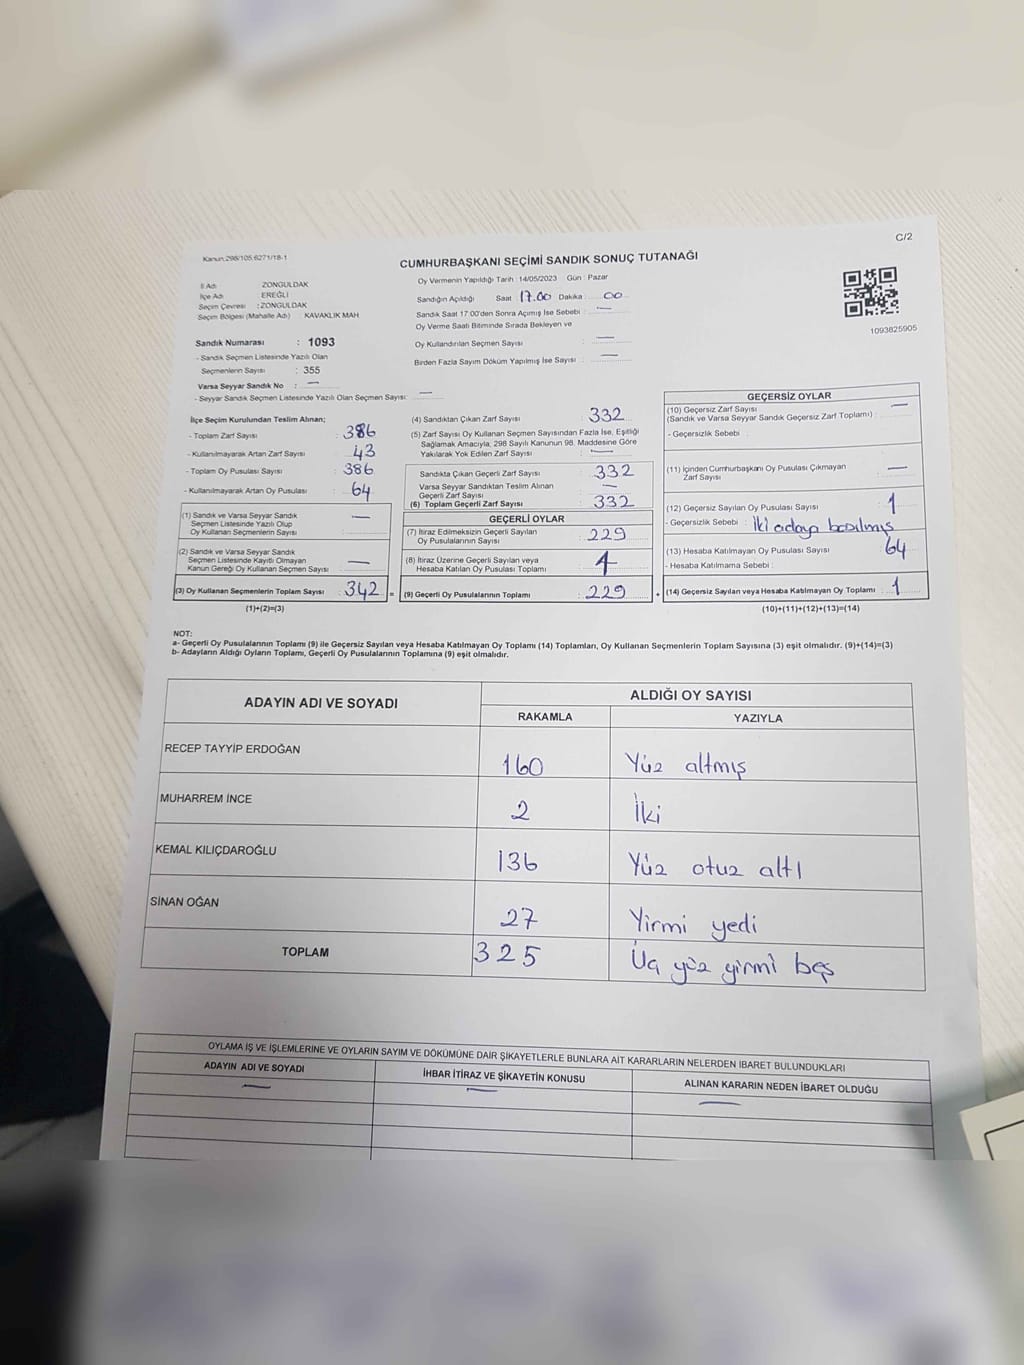 C/2
Kanun:298/105.6271/18-1
CUMHURBAŞKANI SEÇİMİ SANDIK SONUÇ TUTANAĞI
İl Adı : ZONGULDAK
İlçe Adı : EREĞLİ
Seçim Çevresi : ZONGULDAK
Seçim Bölgesi (Mahalle Adı) : KAVAKLIK MAH
Sandık Numarası : 1093
- Sandık Seçmen Listesinde Yazılı Olan
Seçmenlerin Sayısı : 355
Varsa Seyyar Sandık No : —
- Seyyar Sandık Seçmen Listesinde Yazılı Olan Seçmen Sayısı: —
Oy Vermenin Yapıldığı Tarih : 14/05/2023 Gün : Pazar
Sandığın Açıldığı Saat 17.00 Dakika : 00
Sandık Saat 17:00'den Sonra Açımış İse Sebebi : —
Oy Verme Saati Bitiminde Sırada Bekleyen ve
Oy Kullandırılan Seçmen Sayısı : —
Birden Fazla Sayım Döküm Yapılmış İse Sayısı : —
1093825905
İlçe Seçim Kurulundan Teslim Alınan;
- Toplam Zarf Sayısı : 386
- Kullanılmayarak Artan Zarf Sayısı : 43
- Toplam Oy Pusulası Sayısı : 386
- Kullanılmayarak Artan Oy Pusulası : 64
(1) Sandık ve Varsa Seyyar Sandık
Seçmen Listesinde Yazılı Olup
Oy Kullanan Seçmenlerin Sayısı : —
(2) Sandık ve Varsa Seyyar Sandık
Seçmen Listesinde Kayıtlı Olmayan
Kanun Gereği Oy Kullanan Seçmen Sayısı : —
(3) Oy Kullanan Seçmenlerin Toplam Sayısı : 342 =
(1)+(2)=(3)
(4) Sandıktan Çıkan Zarf Sayısı : 332
(5) Zarf Sayısı Oy Kullanan Seçmen Sayısından Fazla İse, Eşitliği
Sağlamak Amacıyla; 298 Sayılı Kanunun 98. Maddesine Göre
Yakılarak Yok Edilen Zarf Sayısı : —
Sandıkta Çıkan Geçerli Zarf Sayısı : 332
Varsa Seyyar Sandıktan Teslim Alınan
Geçerli Zarf Sayısı : —
(6) Toplam Geçerli Zarf Sayısı : 332
GEÇERLİ OYLAR
(7) İtiraz Edilmeksizin Geçerli Sayılan
Oy Pusulalarının Sayısı : 229
(8) İtiraz Üzerine Geçerli Sayılan veya
Hesaba Katılan Oy Pusulası Toplamı :
(9) Geçerli Oy Pusulalarının Toplamı : 229 +
GEÇERSİZ OYLAR
(10) Geçersiz Zarf Sayısı
(Sandık ve Varsa Seyyar Sandık Geçersiz Zarf Toplamı) : —
- Geçersizlik Sebebi :
(11) İçinden Cumhurbaşkanı Oy Pusulası Çıkmayan
Zarf Sayısı : —
(12) Geçersiz Sayılan Oy Pusulası Sayısı : 1
- Geçersizlik Sebebi : İki adaya basılmış
(13) Hesaba Katılmayan Oy Pusulası Sayısı : 64
- Hesaba Katılmama Sebebi :
(14) Geçersiz Sayılan veya Hesaba Katılmayan Oy Toplamı : 1
(10)+(11)+(12)+(13)=(14)
NOT:
a- Geçerli Oy Pusulalarının Toplamı (9) ile Geçersiz Sayılan veya Hesaba Katılmayan Oy Toplamı (14) Toplamları, Oy Kullanan Seçmenlerin Toplam Sayısına (3) eşit olmalıdır. (9)+(14)=(3)
b- Adayların Aldığı Oyların Toplamı, Geçerli Oy Pusulalarının Toplamına (9) eşit olmalıdır.
ADAYIN ADI VE SOYADI ALDIĞI OY SAYISI
RAKAMLA YAZIYLA
RECEP TAYYİP ERDOĞAN 160 Yüz altmış
MUHARREM İNCE 2 İki
KEMAL KILIÇDAROĞLU 136 Yüz otuz altı
SİNAN OĞAN 27 Yirmi yedi
TOPLAM 325 Üç yüz yirmi beş
OYLAMA İŞ VE İŞLEMLERİNE VE OYLARIN SAYIM VE DÖKÜMÜNE DAİR ŞİKAYETLERLE BUNLARA AİT KARARLARIN NELERDEN İBARET BULUNDUKLARI
ADAYIN ADI VE SOYADI İHBAR İTİRAZ VE ŞİKAYETİN KONUSU ALINAN KARARIN NEDEN İBARET OLDUĞU
— — —